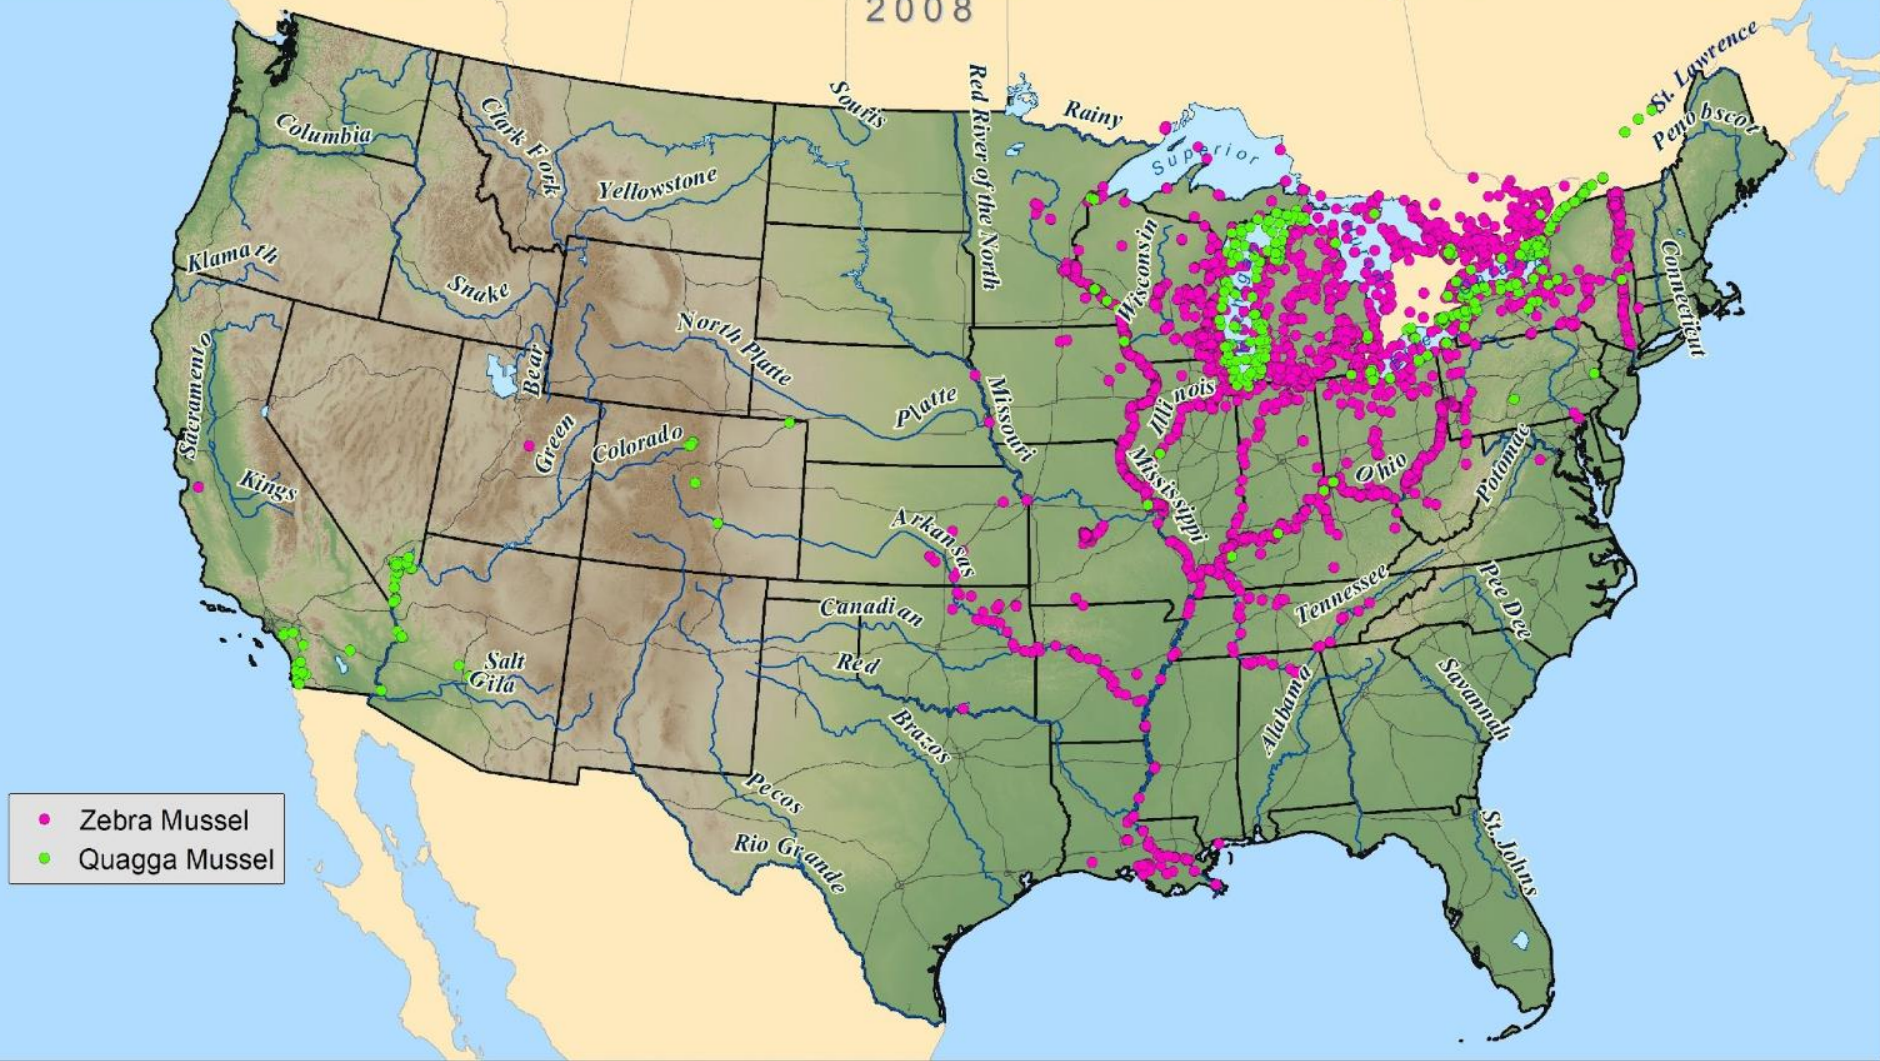 2008
St. Lawrence
Red River of the North
Souris
Rainy
Penobscot
Columbia
Clark Fork
Superior
Yellowstone
Klamath
Snake
Wisconsin
Connecticut
North Platte
Sacramento
Bear
Missouri
Platte
Illinois
Green
Colorado
Mississippi
Ohio
Potomac
Kings
Arkansas
Tennessee
Pee Dee
Canadian
Salt
Gila
Red
Savannah
Alabama
Brazos
Pecos
Rio Grande
St. Johns
Zebra Mussel
Quagga Mussel